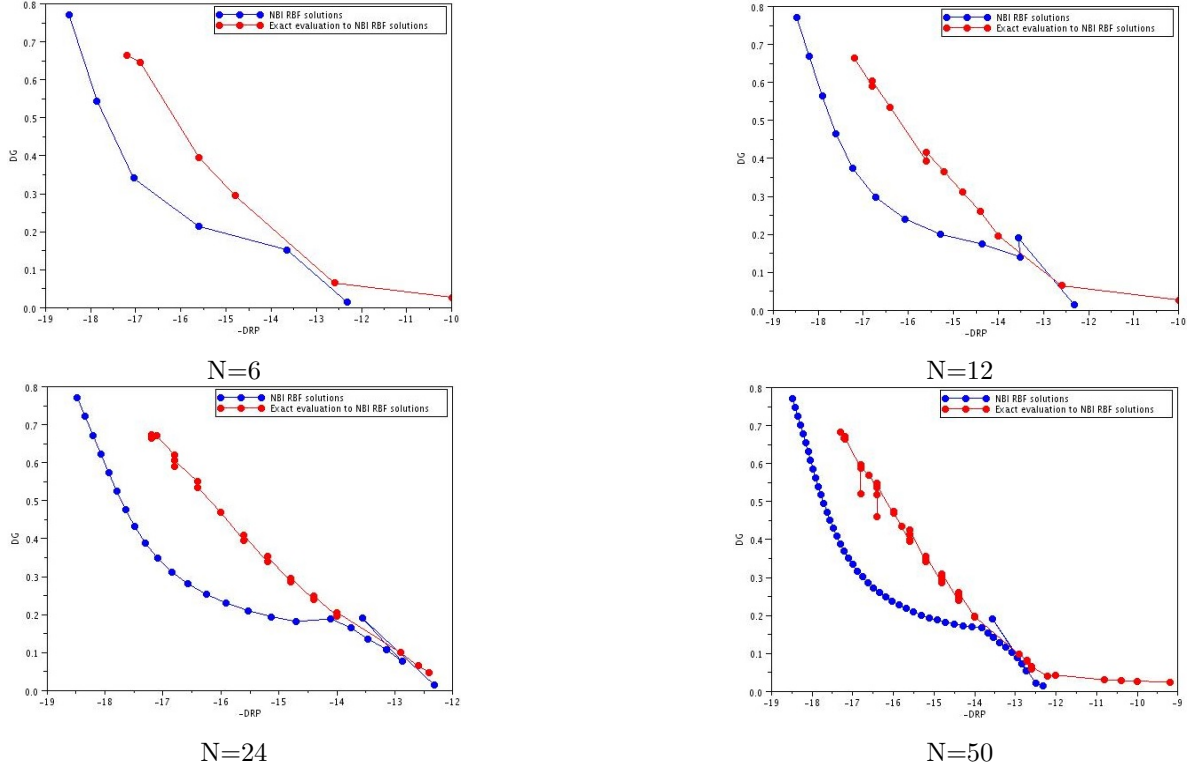 0.8
0.7
0.6
0.5
0.4
0.3
0.2
0.1
0.0
DG
NBI RBF solutions
Exact evaluation to NBI RBF solutions
-19 -18 -17 -16 -15 -14 -13 -12 -11 -10
-DRP
N=6
0.8
0.7
0.6
0.5
0.4
0.3
0.2
0.1
0.0
DG
NBI RBF solutions
Exact evaluation to NBI RBF solutions
-19 -18 -17 -16 -15 -14 -13 -12 -11 -10
-DRP
N=12
0.8
0.7
0.6
0.5
0.4
0.3
0.2
0.1
0.0
DG
NBI RBF solutions
Exact evaluation to NBI RBF solutions
-19 -18 -17 -16 -15 -14 -13 -12
-DRP
N=24
0.8
0.7
0.6
0.5
0.4
0.3
0.2
0.1
0.0
DG
NBI RBF solutions
Exact evaluation to NBI RBF solutions
-19 -18 -17 -16 -15 -14 -13 -12 -11 -10 -9
-DRP
N=50